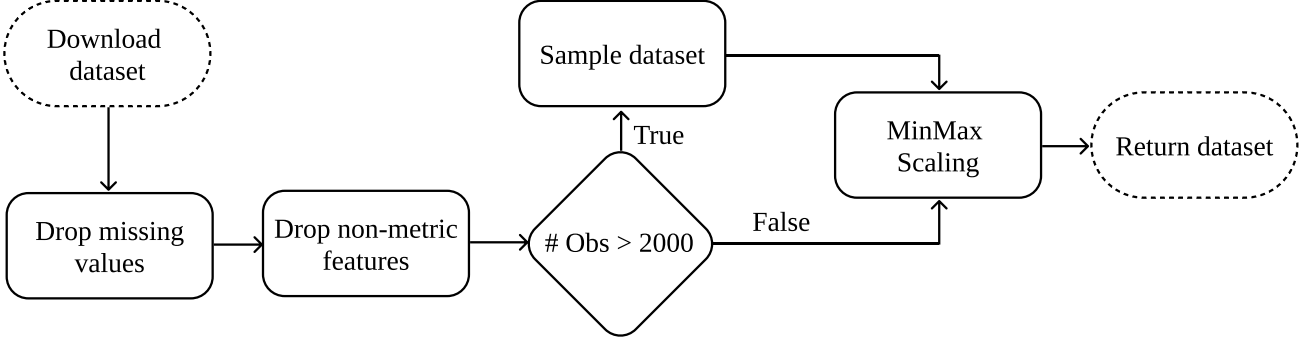 Download
dataset
Drop missing
values
Drop non-metric
features
# Obs > 2000
True
Sample dataset
False
MinMax
Scaling
Return dataset